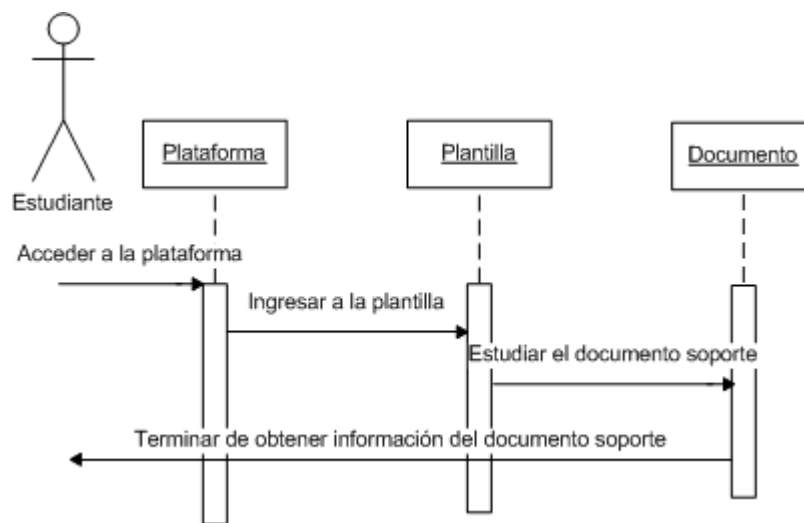 Plataforma
Plantilla
Documento
Estudiante
Acceder a la plataforma
Ingresar a la plantilla
Estudiar el documento soporte
Terminar de obtener información del documento soporte